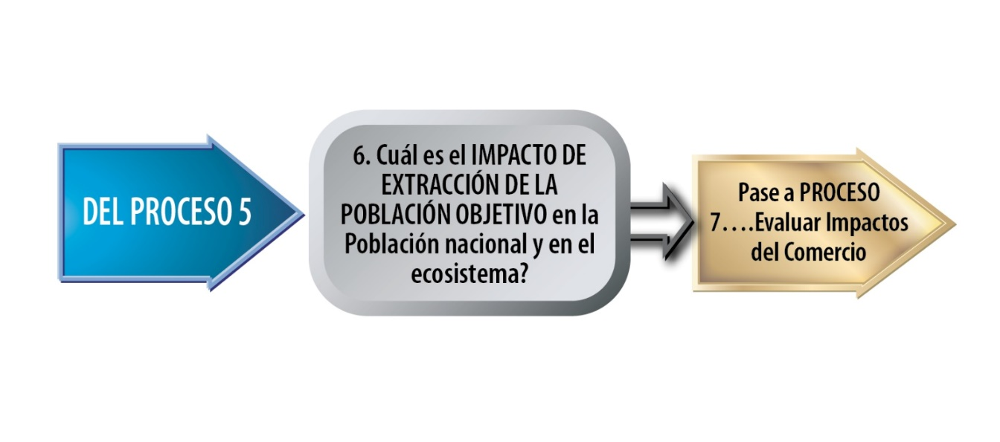 DEL PROCESO 5
6. Cuál es el IMPACTO DE
EXTRACCIÓN DE LA
POBLACIÓN OBJETIVO en la
Población nacional y en el
ecosistema?
Pase a PROCESO
7….Evaluar Impactos
del Comercio